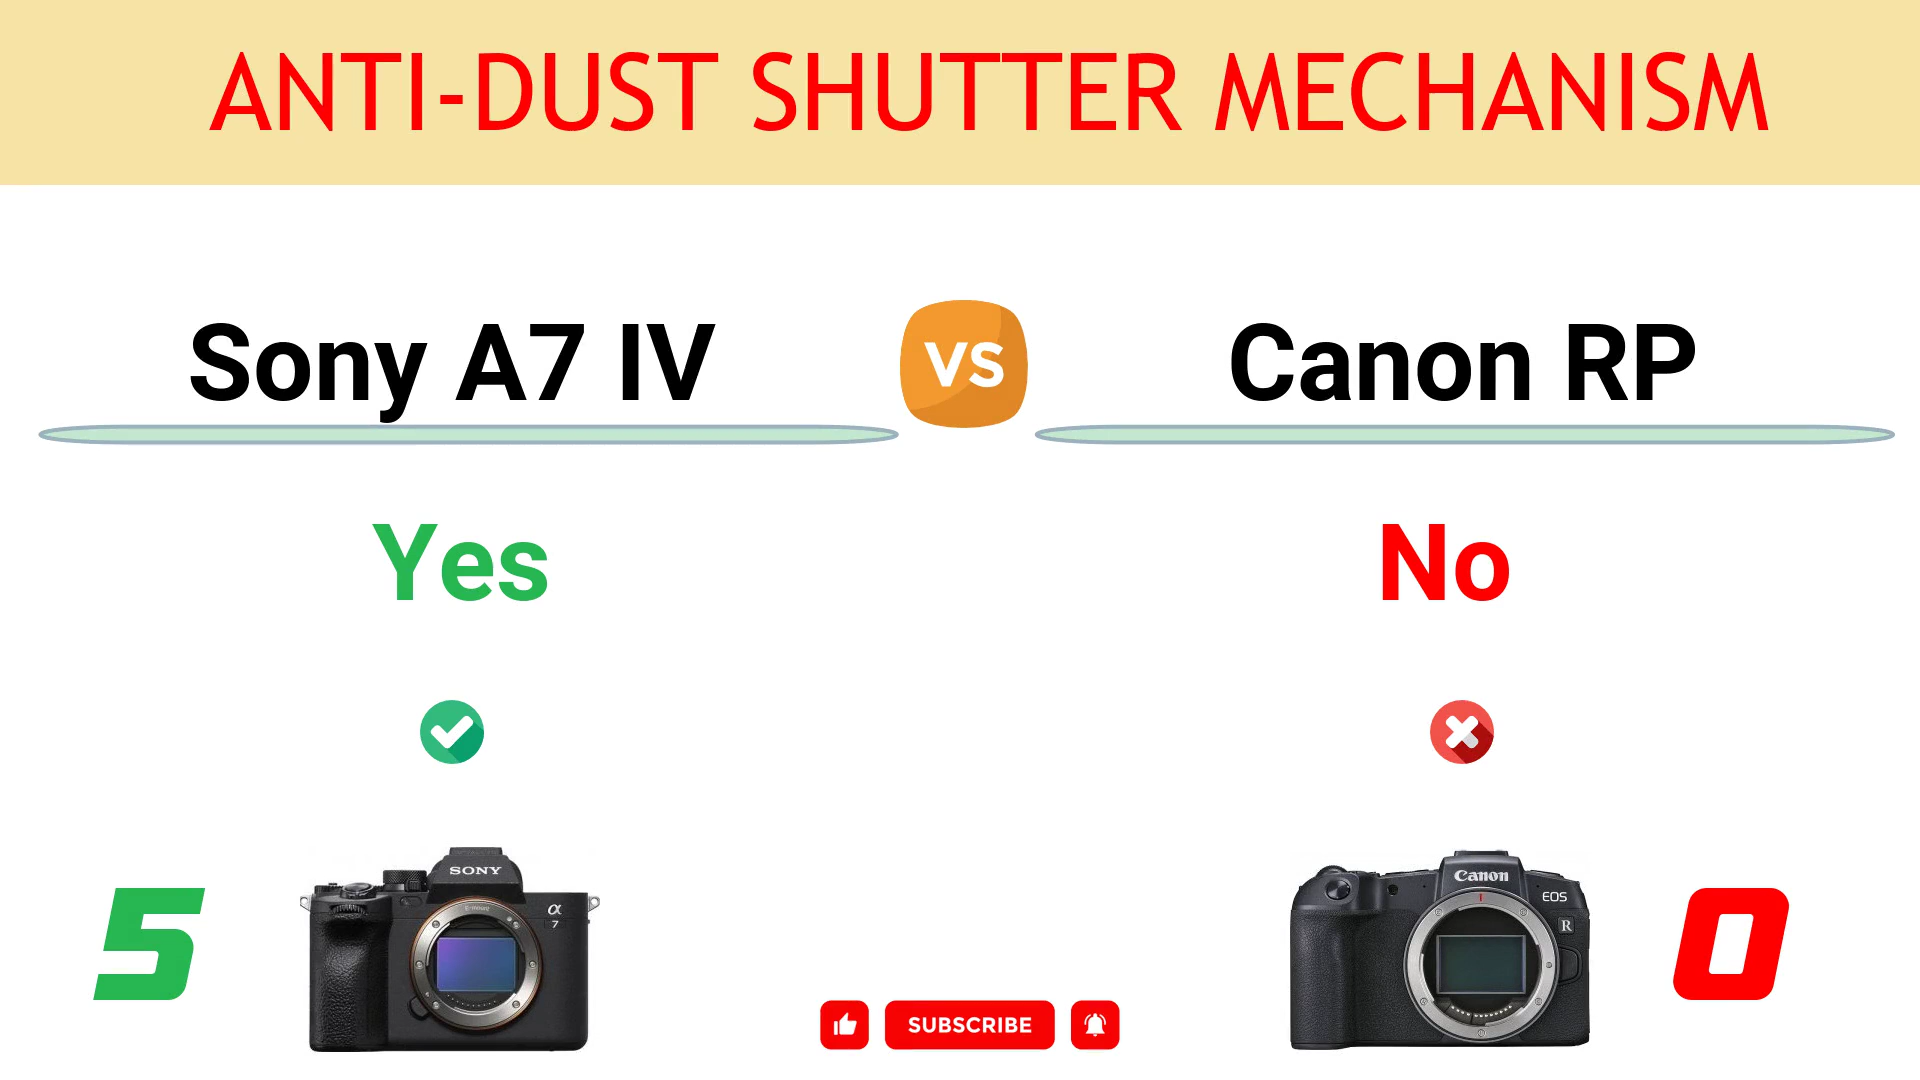 ANTI-DUST SHUTTER MECHANISM
Sony A7 IV
VS
Canon RP
Yes
No
5
SONY
α
7
E-mount
Canon
EOS
R
0
SUBSCRIBE